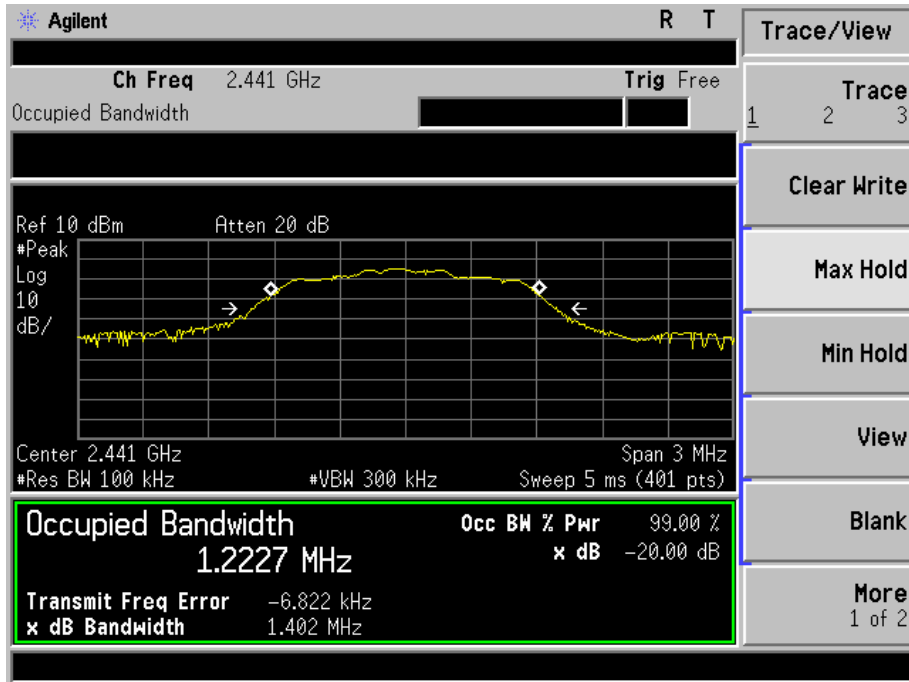 Agilent R T
Ch Freq 2.441 GHz Trig Free
Occupied Bandwidth
Ref 10 dBm Atten 20 dB
#Peak
Log
10
dB/
Center 2.441 GHz Span 3 MHz
#Res BW 100 kHz #VBW 300 kHz Sweep 5 ms (401 pts)
Occupied Bandwidth Occ BW % Pwr 99.00 %
1.2227 MHz x dB -20.00 dB
Transmit Freq Error -6.822 kHz
x dB Bandwidth 1.402 MHz
Trace/View
Trace
1 2 3
Clear Write
Max Hold
Min Hold
View
Blank
More
1 of 2